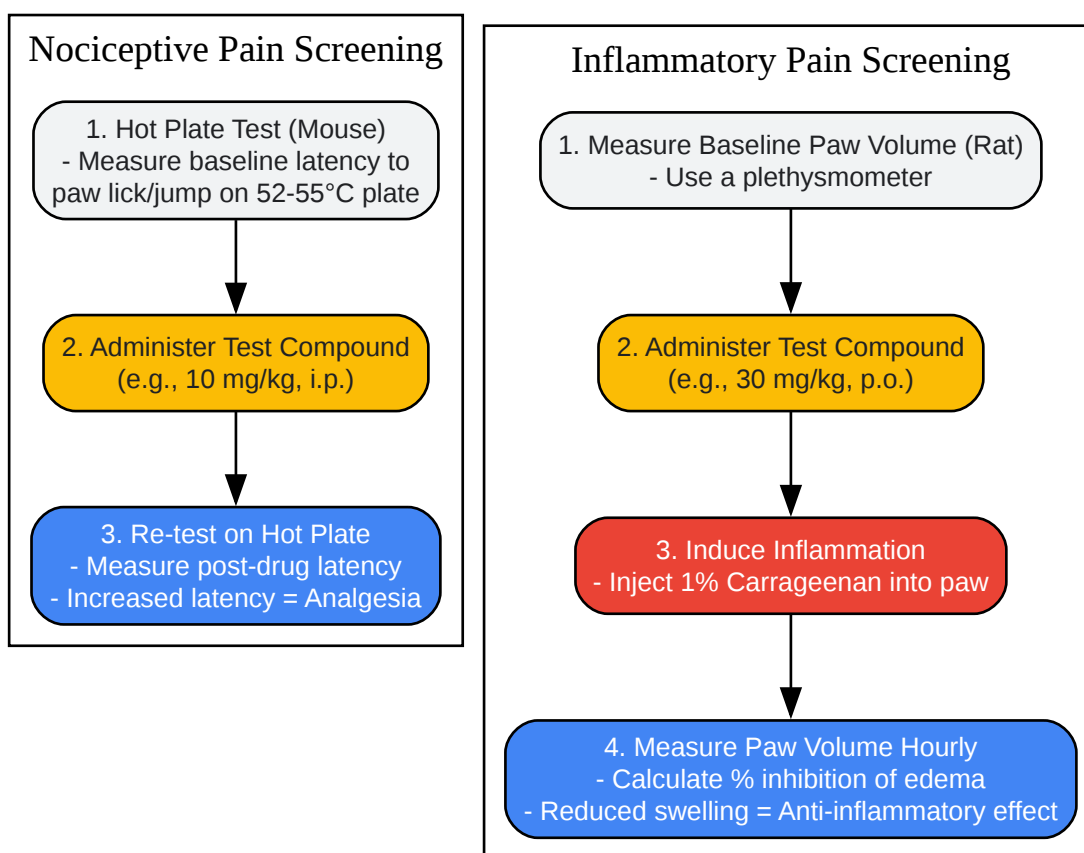 Nociceptive Pain Screening
1. Hot Plate Test (Mouse)
- Measure baseline latency to
paw lick/jump on 52-55°C plate
2. Administer Test Compound
(e.g., 10 mg/kg, i.p.)
3. Re-test on Hot Plate
- Measure post-drug latency
- Increased latency = Analgesia
Inflammatory Pain Screening
1. Measure Baseline Paw Volume (Rat)
- Use a plethysmometer
2. Administer Test Compound
(e.g., 30 mg/kg, p.o.)
3. Induce Inflammation
- Inject 1% Carrageenan into paw
4. Measure Paw Volume Hourly
- Calculate % inhibition of edema
- Reduced swelling = Anti-inflammatory effect